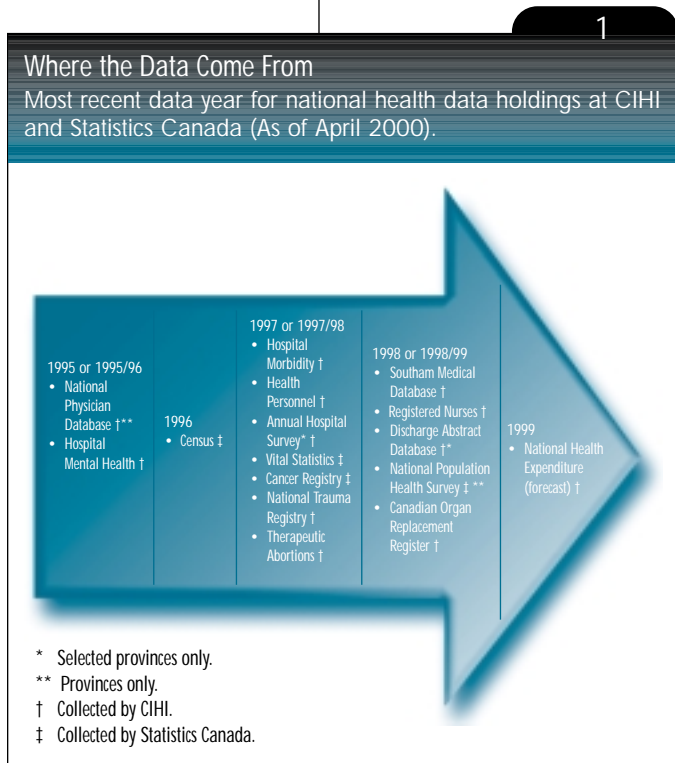 1
Where the Data Come From
Most recent data year for national health data holdings at CIHI
and Statistics Canada (As of April 2000).
1995 or 1995/96
• National
Physician
Database †**
• Hospital
Mental Health †
1996
• Census ‡
1997 or 1997/98
• Hospital
Morbidity †
• Health
Personnel †
• Annual Hospital
Survey* †
• Vital Statistics ‡
• Cancer Registry ‡
• National Trauma
Registry †
• Therapeutic
Abortions †
1998 or 1998/99
• Southam Medical
Database †
• Registered Nurses †
• Discharge Abstract
Database †*
• National Population
Health Survey ‡ **
• Canadian Organ
Replacement
Register †
1999
• National Health
Expenditure
(forecast) †
* Selected provinces only.
** Provinces only.
† Collected by CIHI.
‡ Collected by Statistics Canada.